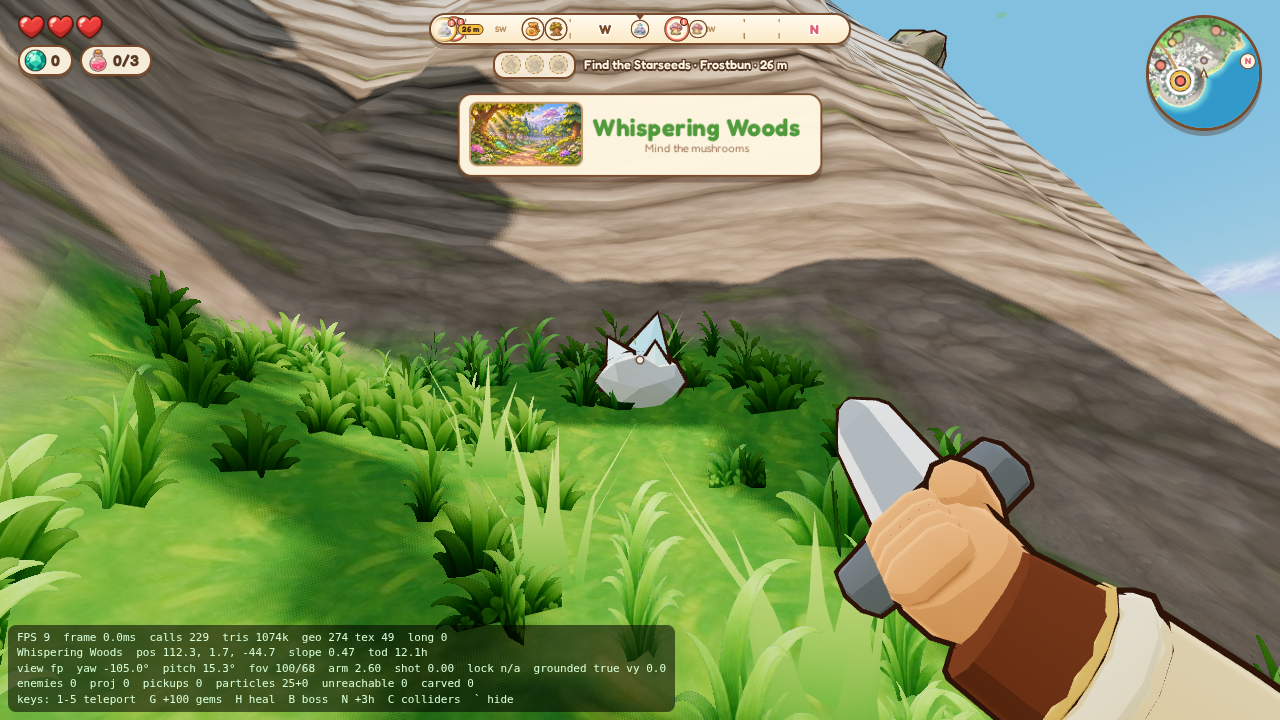 26 m SW W W N
0 0/3
Find the Starseeds · Frostbun · 26 m
N
Whispering Woods
Mind the mushrooms
FPS 9 frame 0.0ms calls 229 tris 1074k geo 274 tex 49 long 0
Whispering Woods pos 112.3, 1.7, -44.7 slope 0.47 tod 12.1h
view fp yaw -105.0° pitch 15.3° fov 100/68 arm 2.60 shot 0.00 lock n/a grounded true vy 0.0
enemies 0 proj 0 pickups 0 particles 25+0 unreachable 0 carved 0
keys: 1-5 teleport G +100 gems H heal B boss N +3h C colliders ` hide